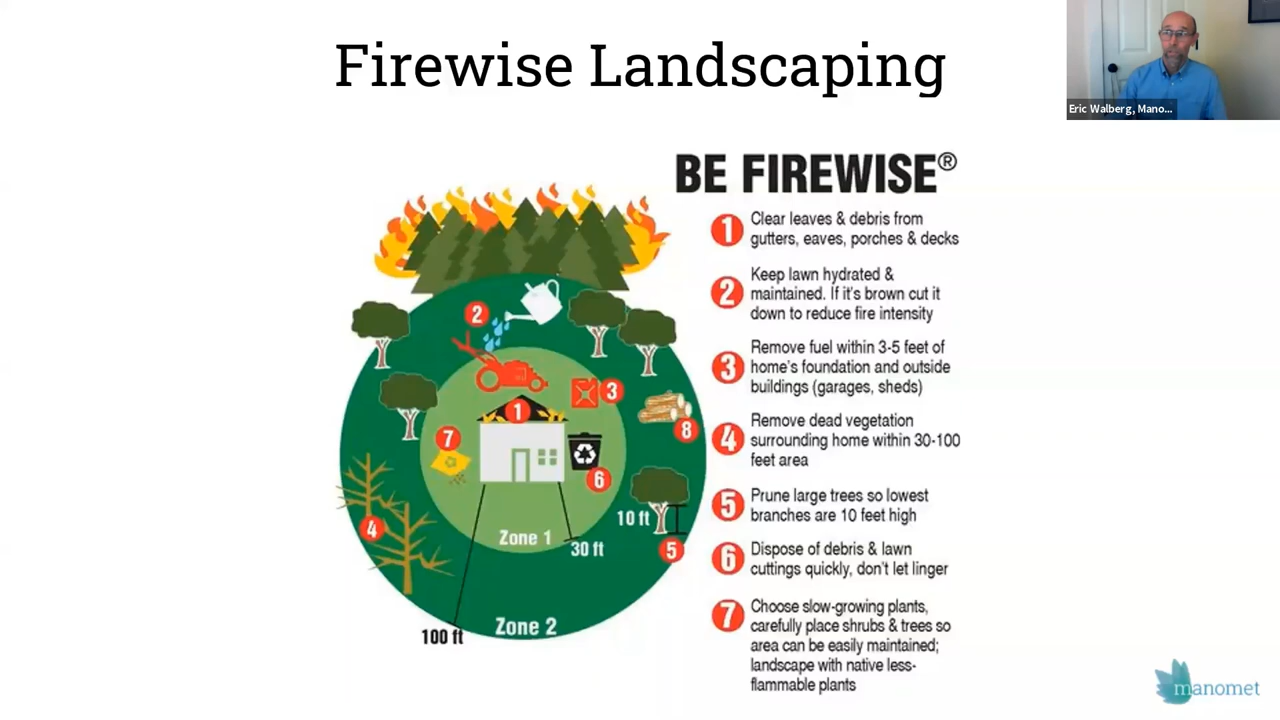 Firewise Landscaping
Eric Walberg, Mano...
BE FIREWISE®
1 Clear leaves & debris from
gutters, eaves, porches & decks
2 Keep lawn hydrated &
maintained. If it's brown cut it
down to reduce fire intensity
3 Remove fuel within 3-5 feet of
home's foundation and outside
buildings (garages, sheds)
4 Remove dead vegetation
surrounding home within 30-100
feet area
5 Prune large trees so lowest
branches are 10 feet high
6 Dispose of debris & lawn
cuttings quickly, don't let linger
7 Choose slow-growing plants,
carefully place shrubs & trees so
area can be easily maintained;
landscape with native less-
flammable plants
2
3
1
8
7
6
4
10 ft
5
Zone 1
30 ft
Zone 2
100 ft
manomet